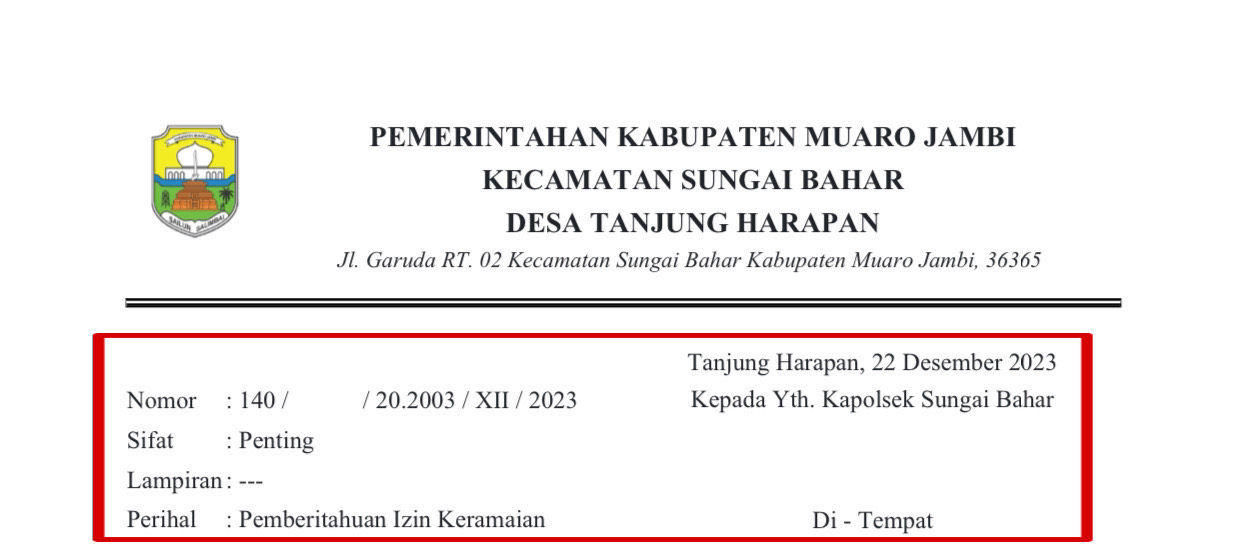 PEMERINTAHAN KABUPATEN MUARO JAMBI
KECAMATAN SUNGAI BAHAR
DESA TANJUNG HARAPAN
Jl. Garuda RT. 02 Kecamatan Sungai Bahar Kabupaten Muaro Jambi, 36365
Tanjung Harapan, 22 Desember 2023
Nomor : 140 / / 20.2003 / XII / 2023 Kepada Yth. Kapolsek Sungai Bahar
Sifat : Penting
Lampiran : ---
Perihal : Pemberitahuan Izin Keramaian Di - Tempat